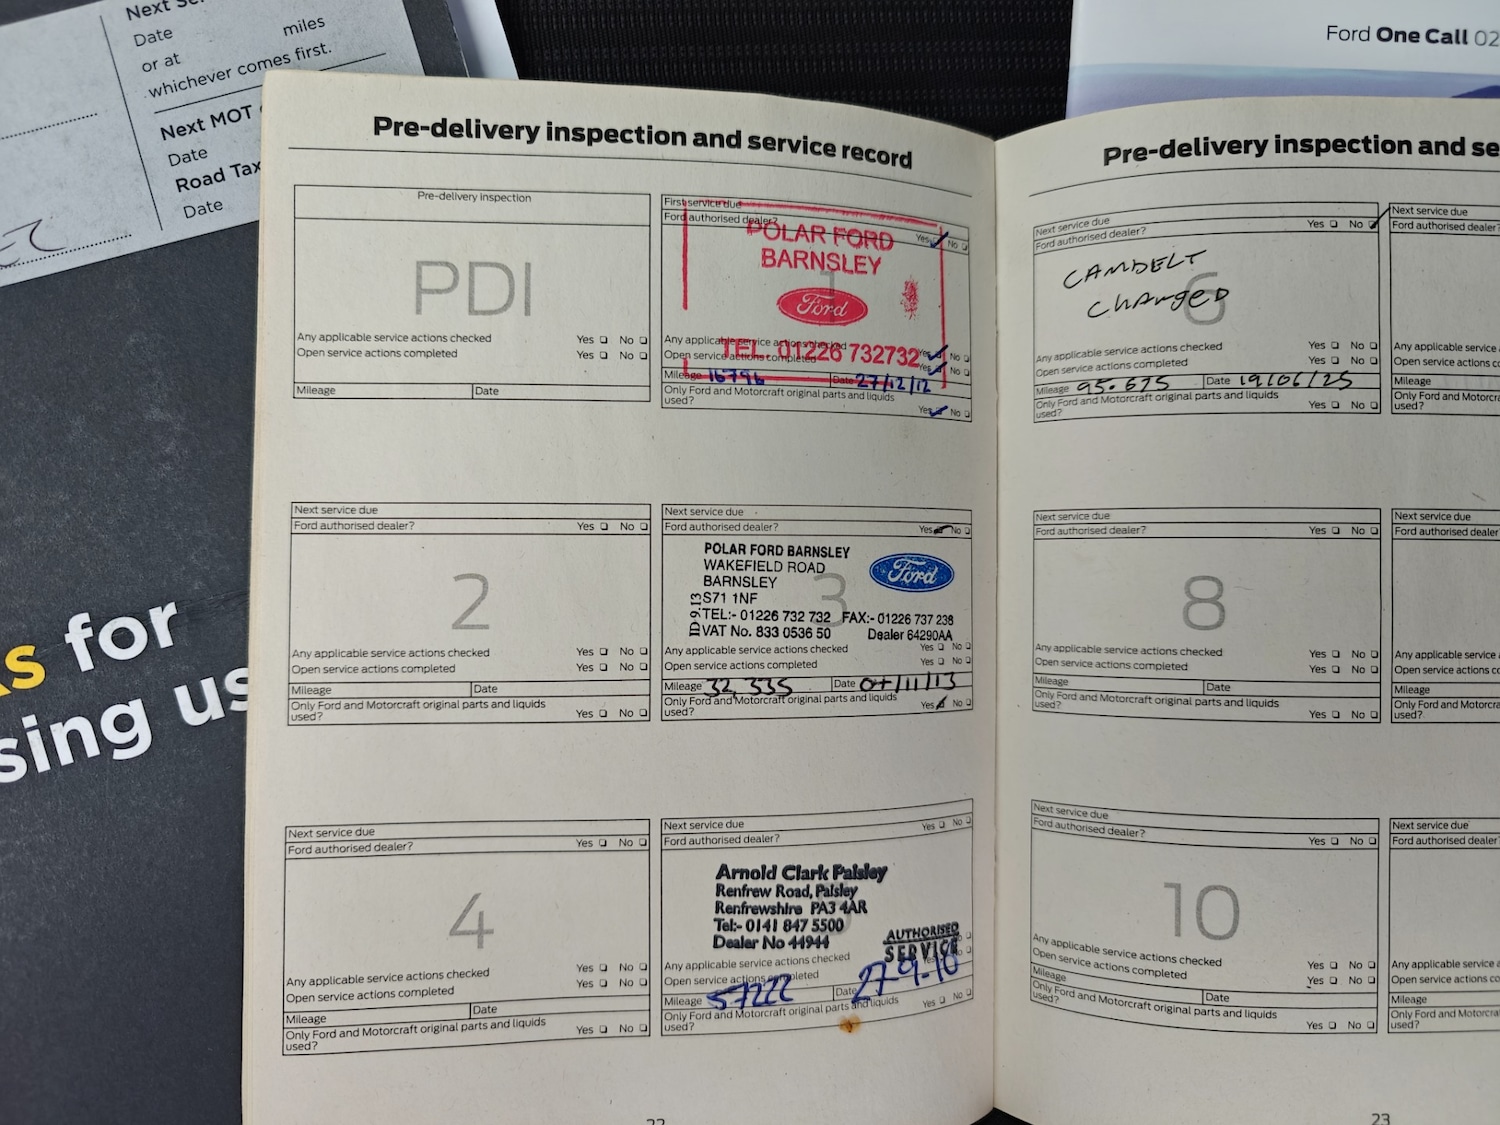 Next Se
Date
miles
or at
whichever comes first.
Next MOT
Date
Road Tax
Date
s for
sing us
Ford One Call 02
Pre-delivery inspection and service record
Pre-delivery inspection
PDI
Any applicable service actions checked Yes No
Open service actions completed Yes No
Mileage Date
First service due
Ford authorised dealer? Yes No
POLAR FORD
BARNSLEY
1
Ford
Any applicable service actions checked Yes No
TEL. 01226 732732
Open service actions completed Yes No
Mileage 16796 Date 27/12/12
Only Ford and Motorcraft original parts and liquids
used? Yes No
Next service due
Ford authorised dealer? Yes No
2
Any applicable service actions checked Yes No
Open service actions completed Yes No
Mileage Date
Only Ford and Motorcraft original parts and liquids
used? Yes No
Next service due
Ford authorised dealer? Yes No
POLAR FORD BARNSLEY
WAKEFIELD ROAD
BARNSLEY
S71 1NF
TEL:- 01226 732 732 FAX:- 01226 737 236
VAT No. 833 0536 50 Dealer 64290AA
ID 9 13
Ford
3
Any applicable service actions checked Yes No
Open service actions completed Yes No
Mileage 32,335 Date 07/11/13
Only Ford and Motorcraft original parts and liquids
used? Yes No
Next service due
Ford authorised dealer? Yes No
4
Any applicable service actions checked Yes No
Open service actions completed Yes No
Mileage Date
Only Ford and Motorcraft original parts and liquids
used? Yes No
Next service due
Ford authorised dealer? Yes No
Arnold Clark Paisley
Renfrew Road, Paisley
Renfrewshire PA3 4AR
Tel:- 0141 847 5500
Dealer No 44944
AUTHORISED
SERVICE
Any applicable service actions checked
Open service actions completed
Mileage 57222 Date 27-9-16
Only Ford and Motorcraft original parts and liquids
used? Yes No
Pre-delivery inspection and se
Next service due Yes No
Ford authorised dealer?
CAMBELT
CHANGED
6
Any applicable service actions checked Yes No
Open service actions completed Yes No
Mileage 95.675 Date 19/06/25
Only Ford and Motorcraft original parts and liquids
used? Yes No
Next service due
Ford authorised dealer?
Any applicable service a
Open service actions co
Mileage
Only Ford and Motorcra
used?
Next service due
Ford authorised dealer? Yes No
8
Any applicable service actions checked Yes No
Open service actions completed Yes No
Mileage Date
Only Ford and Motorcraft original parts and liquids
used? Yes No
Next service due
Ford authorised dealer
Any applicable service a
Open service actions co
Mileage
Only Ford and Motorcra
used?
Next service due
Ford authorised dealer? Yes No
10
Any applicable service actions checked Yes No
Open service actions completed Yes No
Mileage Date
Only Ford and Motorcraft original parts and liquids
used? Yes No
Next service due
Ford authorised dealer?
Any applicable service a
Open service actions co
Mileage
Only Ford and Motorcra
used?
23